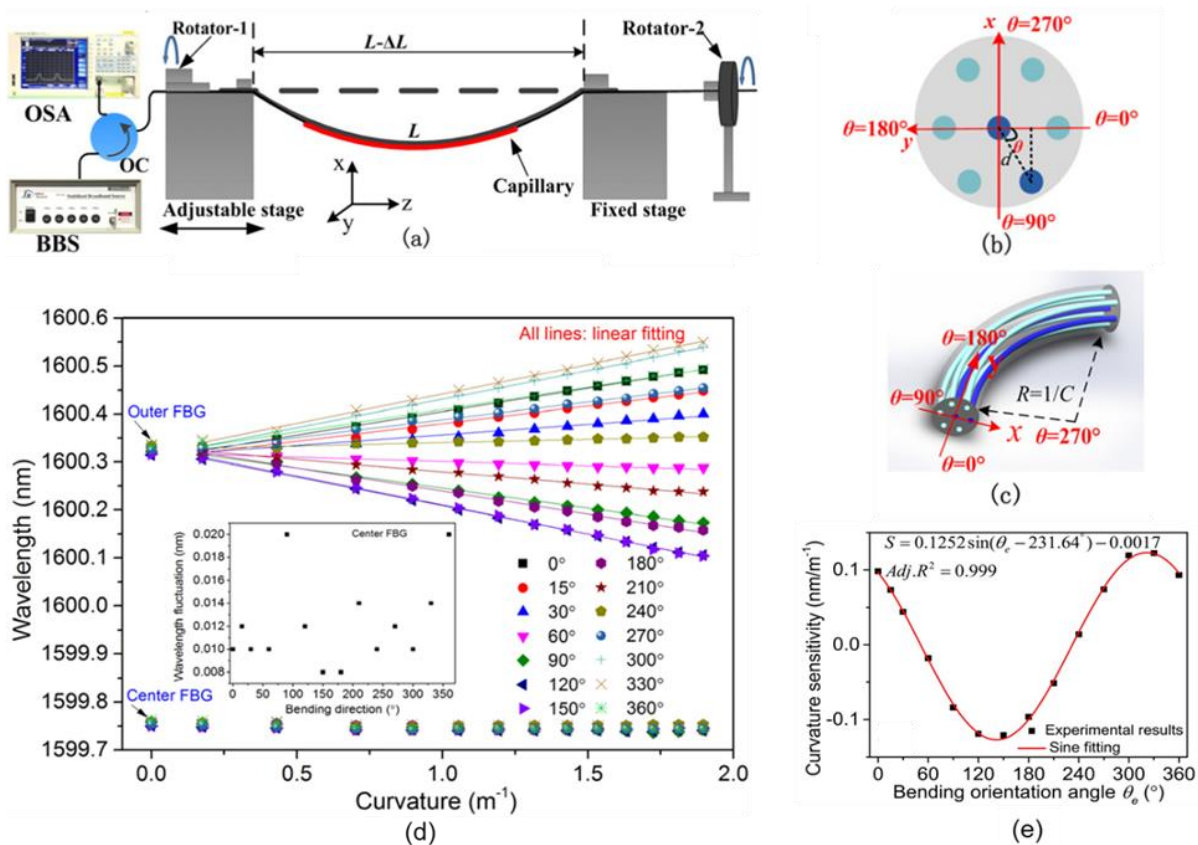 Rotator-1
L-ΔL
Rotator-2
OSA
OC
L
Capillary
x
z
y
Adjustable stage
Fixed stage
BBS
(a)
x
θ=270°
θ=180°
θ=0°
y
θ
d
θ=90°
(b)
θ=180°
y
R=1/C
θ=90°
X
θ=270°
θ=0°
(c)
1600.6
1600.5
1600.4
1600.3
1600.2
1600.1
1600.0
1599.9
1599.8
1599.7
Wavelength (nm)
All lines: linear fitting
Outer FBG
Center FBG
0.020
0.018
0.016
0.014
0.012
0.010
0.008
Wavelength fluctuation (nm)
Center FBG
0 50 100 150 200 250 300 350
Bending direction (°)
0° 180°
15° 210°
30° 240°
60° 270°
90° 300°
120° 330°
150° 360°
0.0 0.5 1.0 1.5 2.0
Curvature (m⁻¹)
(d)
S = 0.1252 sin(θe − 231.64°) − 0.0017
Adj.R² = 0.999
0.1
0.0
-0.1
Curvature sensitivity (nm/m⁻¹)
Experimental results
Sine fitting
0 60 120 180 240 300 360
Bending orientation angle θe (°)
(e)